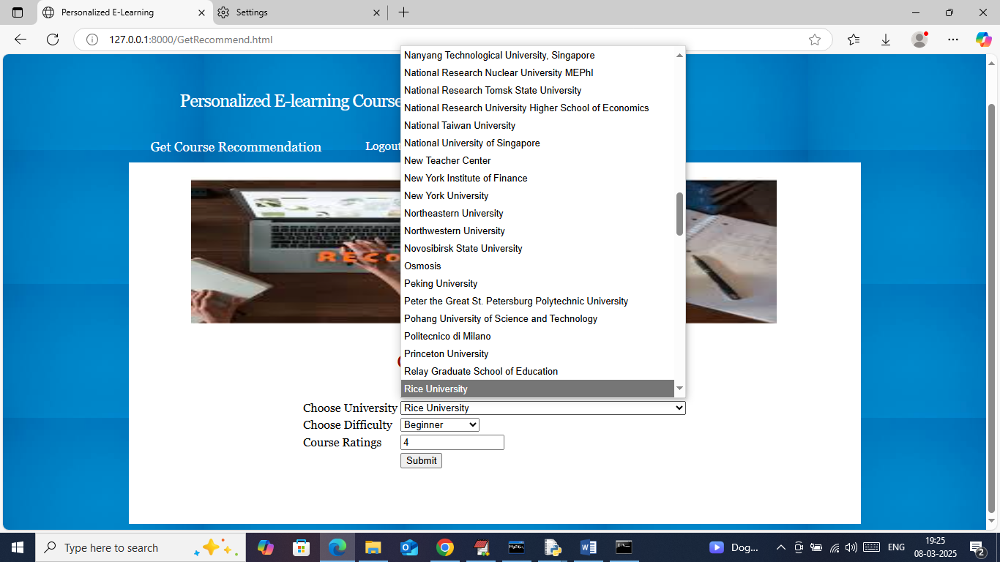 Personalized E-Learning
Settings
127.0.0.1:8000/GetRecommend.html
Personalized E-learning Course
Get Course Recommendation
Logout
RECO
Nanyang Technological University, Singapore
National Research Nuclear University MEPhI
National Research Tomsk State University
National Research University Higher School of Economics
National Taiwan University
National University of Singapore
New Teacher Center
New York Institute of Finance
New York University
Northeastern University
Northwestern University
Novosibirsk State University
Osmosis
Peking University
Peter the Great St. Petersburg Polytechnic University
Pohang University of Science and Technology
Politecnico di Milano
Princeton University
Relay Graduate School of Education
Rice University
Choose University Rice University
Choose Difficulty Beginner
Course Ratings 4
Submit
Type here to search
Dog...
ENG
19:25
08-03-2025
2